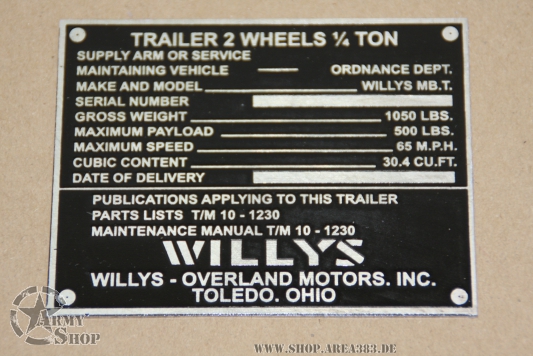 TRAILER 2 WHEELS ¼ TON
SUPPLY ARM OR SERVICE
MAINTAINING VEHICLE ORDNANCE DEPT.
MAKE AND MODEL WILLYS MB.T.
SERIAL NUMBER
GROSS WEIGHT 1050 LBS.
MAXIMUM PAYLOAD 500 LBS.
MAXIMUM SPEED 65 M.P.H.
CUBIC CONTENT 30.4 CU.FT.
DATE OF DELIVERY
PUBLICATIONS APPLYING TO THIS TRAILER
PARTS LISTS T/M 10 - 1230
MAINTENANCE MANUAL T/M 10 - 1230
WILLYS
WILLYS - OVERLAND MOTORS. INC.
TOLEDO. OHIO
ARMY
SHOP
WWW.SHOP.AREA383.DE